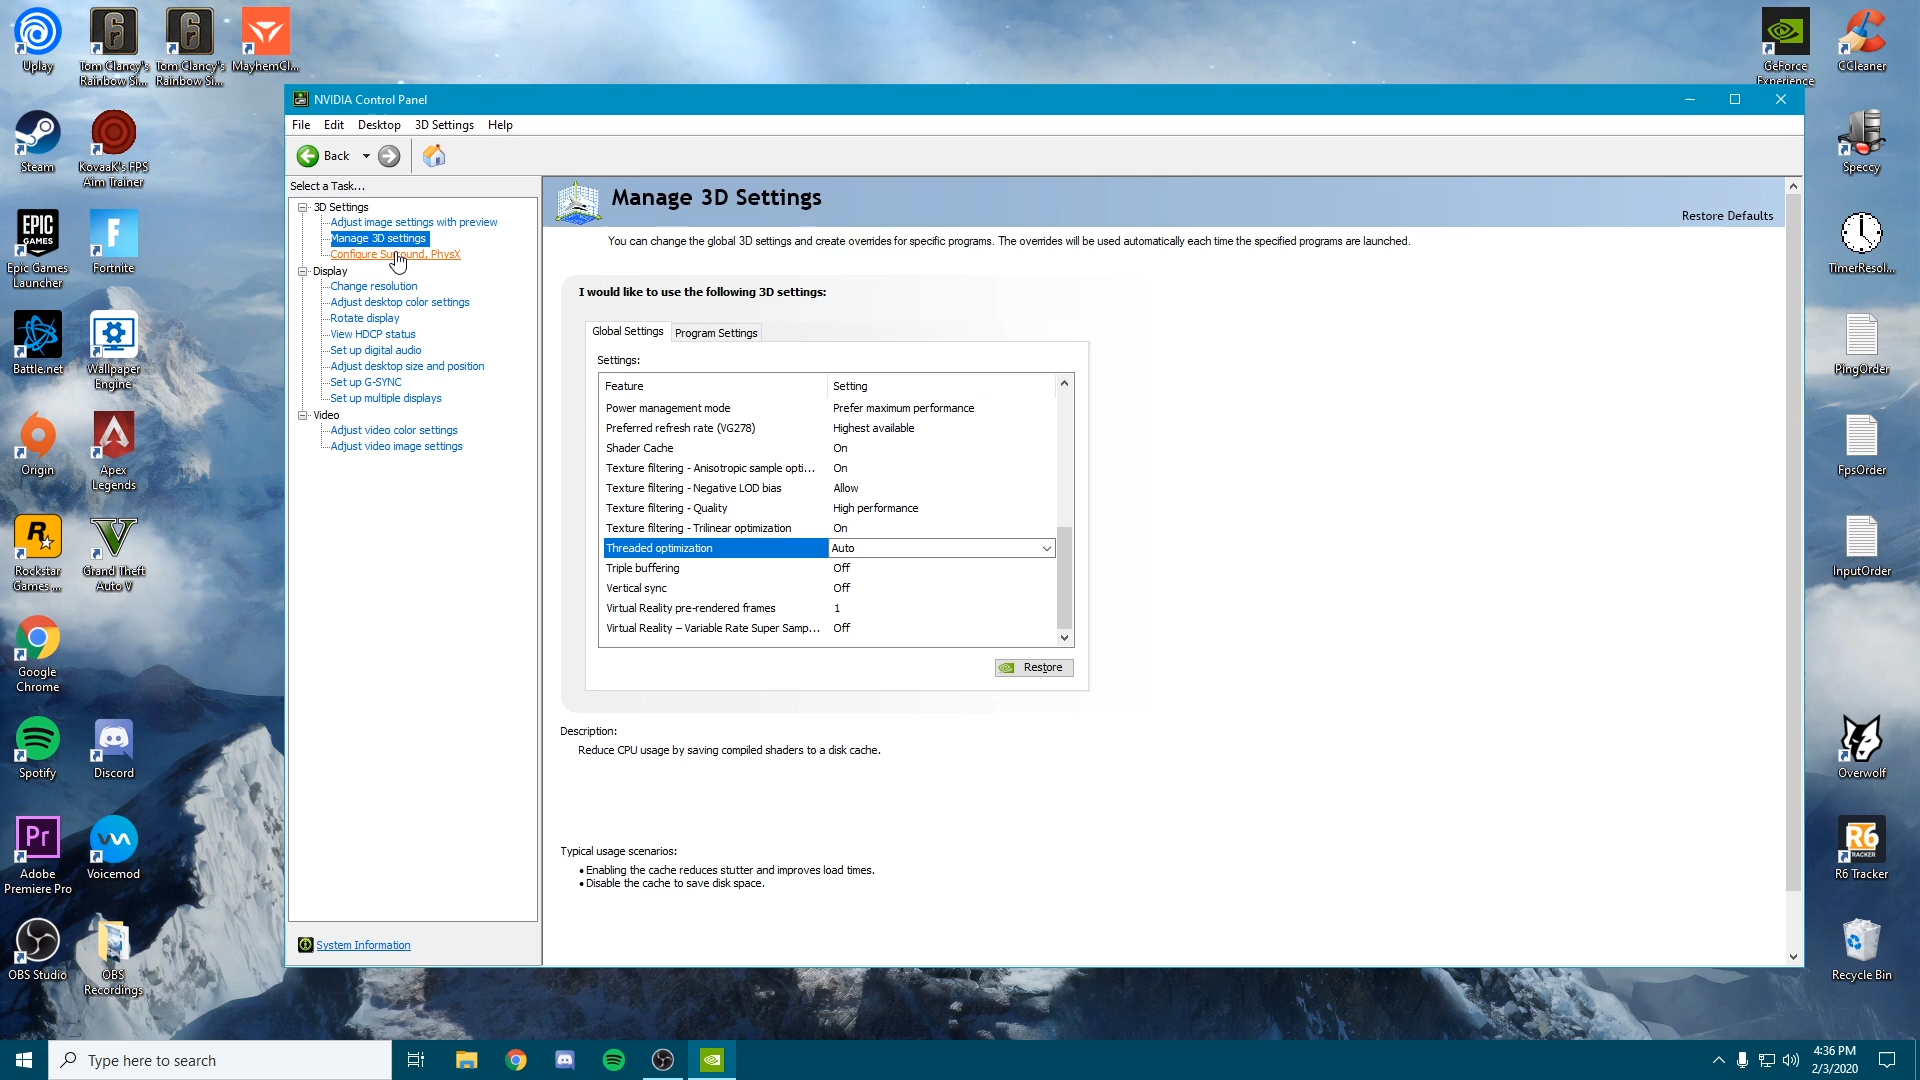 Uplay
Tom Clancy's
Rainbow Si...
Tom Clancy's
Rainbow Si...
MayhemCl...
GeForce
Experience
CCleaner
NVIDIA Control Panel
File Edit Desktop 3D Settings Help
Back
Select a Task...
3D Settings
Adjust image settings with preview
Manage 3D settings
Configure Surround, PhysX
Display
Change resolution
Adjust desktop color settings
Rotate display
View HDCP status
Set up digital audio
Adjust desktop size and position
Set up G-SYNC
Set up multiple displays
Video
Adjust video color settings
Adjust video image settings
System Information
Manage 3D Settings
Restore Defaults
You can change the global 3D settings and create overrides for specific programs. The overrides will be used automatically each time the specified programs are launched.
I would like to use the following 3D settings:
Global Settings Program Settings
Settings:
Feature Setting
Power management mode Prefer maximum performance
Preferred refresh rate (VG278) Highest available
Shader Cache On
Texture filtering - Anisotropic sample opti... On
Texture filtering - Negative LOD bias Allow
Texture filtering - Quality High performance
Texture filtering - Trilinear optimization On
Threaded optimization Auto
Triple buffering Off
Vertical sync Off
Virtual Reality pre-rendered frames 1
Virtual Reality – Variable Rate Super Samp... Off
Restore
Description:
Reduce CPU usage by saving compiled shaders to a disk cache.
Typical usage scenarios:
• Enabling the cache reduces stutter and improves load times.
• Disable the cache to save disk space.
Steam
KovaaK's FPS
Aim Trainer
EPIC
GAMES
Epic Games
Launcher
Fortnite
Battle.net
Wallpaper
Engine
Origin
Apex
Legends
Rockstar
Games ...
Grand Theft
Auto V
Google
Chrome
Spotify
Discord
Pr
Adobe
Premiere Pro
Voicemod
OBS Studio
OBS
Recordings
Speccy
TimerResol...
PingOrder
FpsOrder
InputOrder
Overwolf
R6
TRACKER
R6 Tracker
Recycle Bin
Type here to search
4:36 PM
2/3/2020